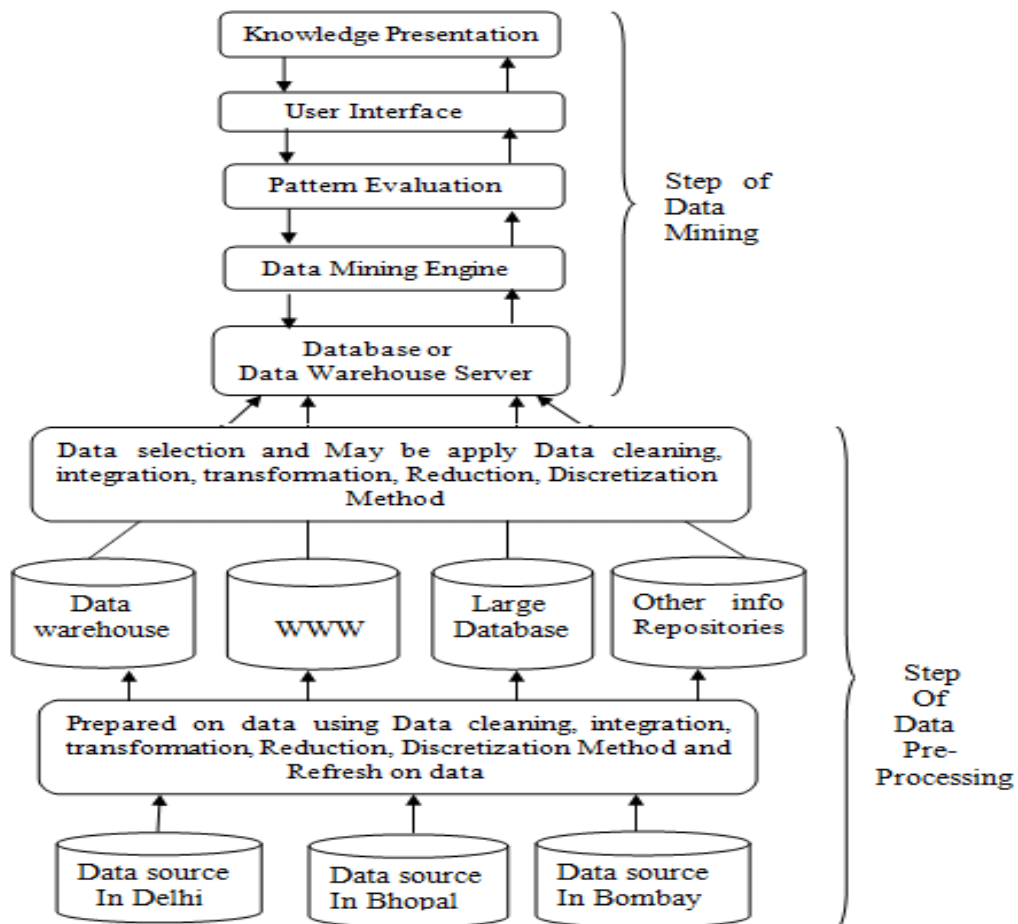 Knowledge Presentation
User Interface
Pattern Evaluation
Data Mining Engine
Database or
Data Warehouse Server
Step of
Data
Mining
Data selection and May be apply Data cleaning,
integration, transformation, Reduction, Discretization
Method
Data
warehouse
WWW
Large
Database
Other info
Repositories
Prepared on data using Data cleaning, integration,
transformation, Reduction, Discretization Method and
Refresh on data
Step
Of
Data
Pre-
Processing
Data source
In Delhi
Data source
In Bhopal
Data source
In Bombay